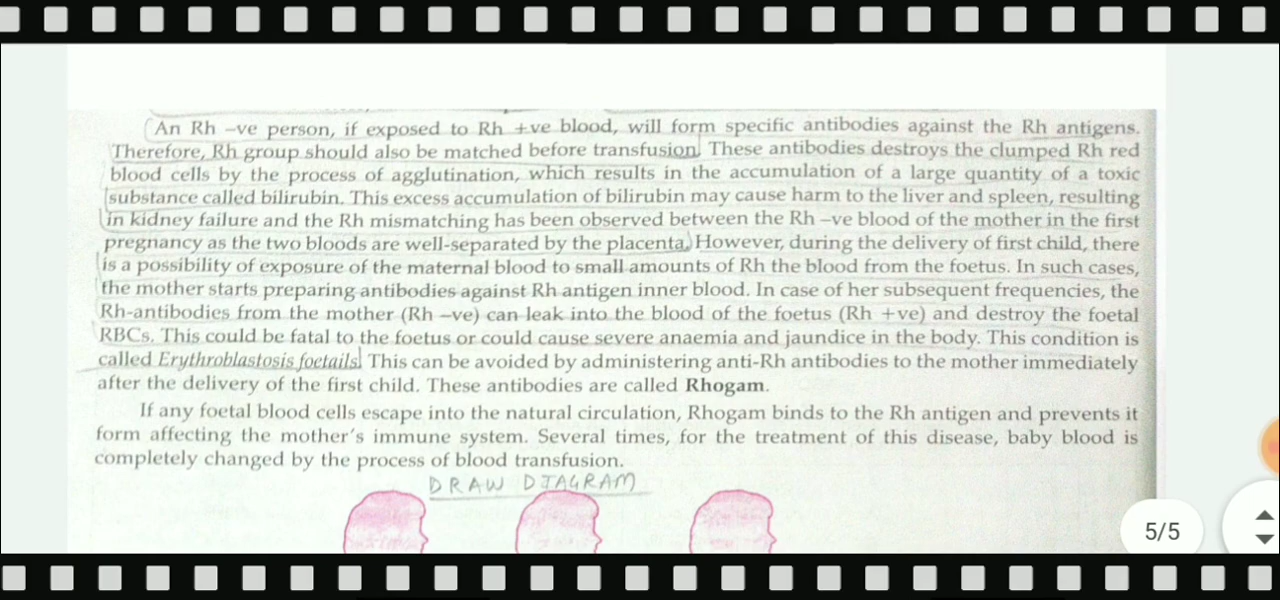 An Rh –ve person, if exposed to Rh +ve blood, will form specific antibodies against the Rh antigens.
Therefore, Rh group should also be matched before transfusion. These antibodies destroys the clumped Rh red
blood cells by the process of agglutination, which results in the accumulation of a large quantity of a toxic
substance called bilirubin. This excess accumulation of bilirubin may cause harm to the liver and spleen, resulting
in kidney failure and the Rh mismatching has been observed between the Rh –ve blood of the mother in the first
pregnancy as the two bloods are well-separated by the placenta. However, during the delivery of first child, there
is a possibility of exposure of the maternal blood to small amounts of Rh the blood from the foetus. In such cases,
the mother starts preparing antibodies against Rh antigen inner blood. In case of her subsequent frequencies, the
Rh-antibodies from the mother (Rh –ve) can leak into the blood of the foetus (Rh +ve) and destroy the foetal
RBCs. This could be fatal to the foetus or could cause severe anaemia and jaundice in the body. This condition is
called Erythroblastosis foetails. This can be avoided by administering anti-Rh antibodies to the mother immediately
after the delivery of the first child. These antibodies are called Rhogam.
If any foetal blood cells escape into the natural circulation, Rhogam binds to the Rh antigen and prevents it
form affecting the mother's immune system. Several times, for the treatment of this disease, baby blood is
completely changed by the process of blood transfusion.
DRAW DIAGRAM
5/5